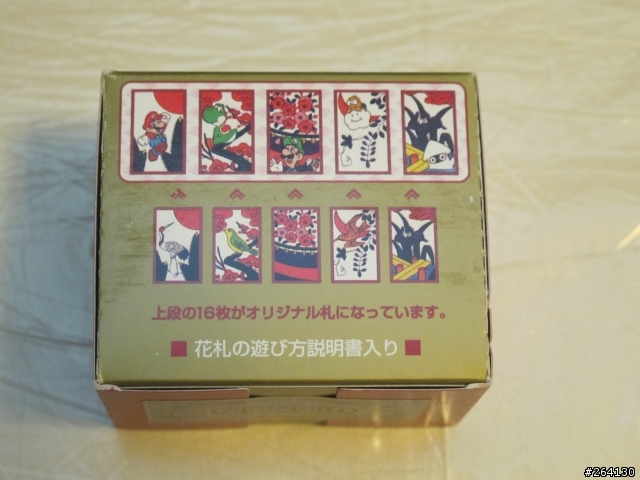 上段の16枚がオリジナル札になっています。
■ 花札の遊び方説明書入り ■
#264130